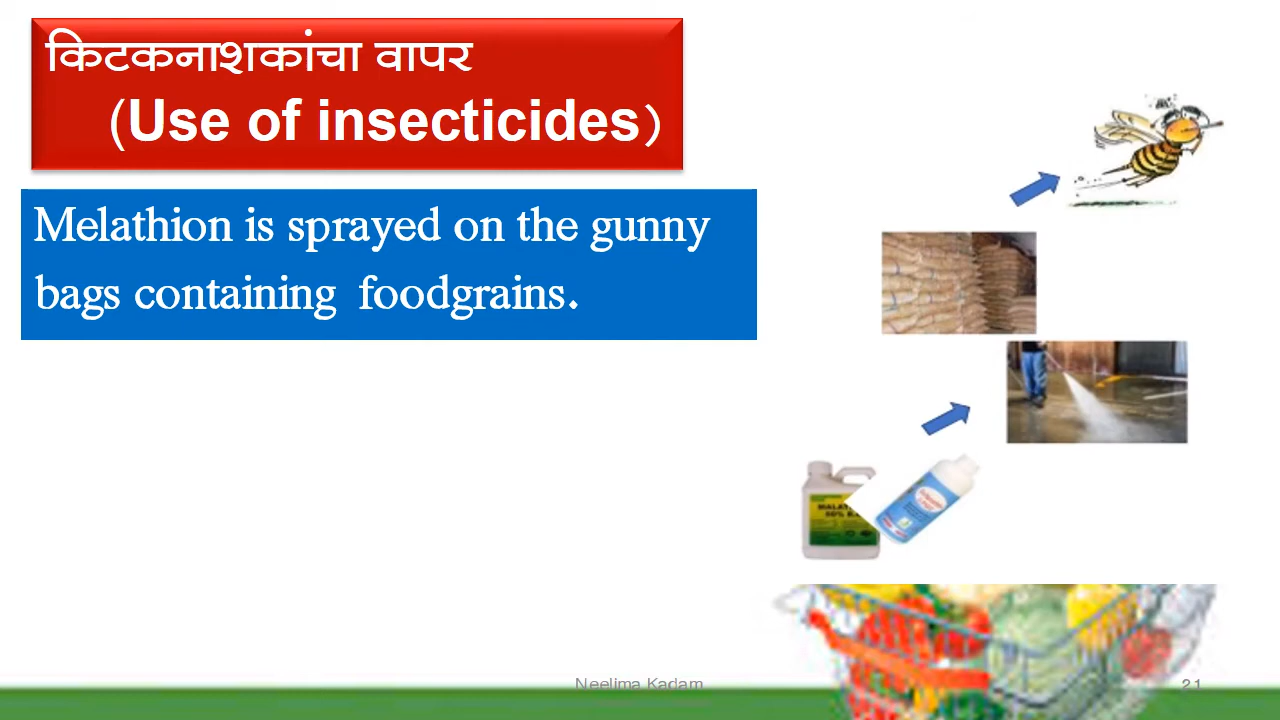 किटकनाशकांचा वापर
(Use of insecticides)
Melathion is sprayed on the gunny
bags containing foodgrains.
Neelima Kadam
21